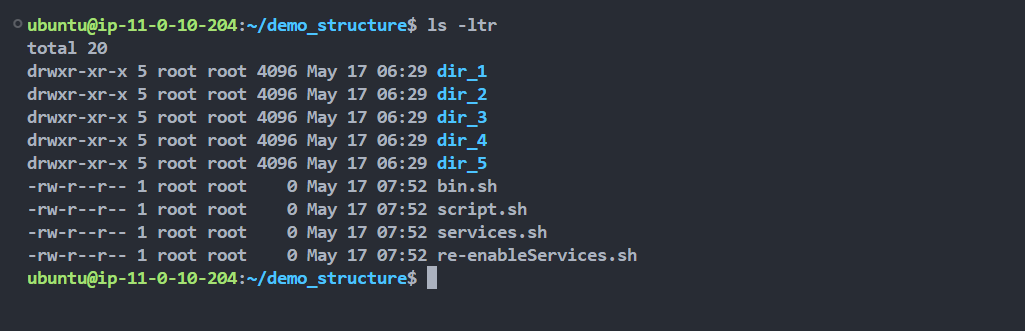 ubuntu@ip-11-0-10-204:~/demo_structure$ ls -ltr
total 20
drwxr-xr-x 5 root root 4096 May 17 06:29 dir_1
drwxr-xr-x 5 root root 4096 May 17 06:29 dir_2
drwxr-xr-x 5 root root 4096 May 17 06:29 dir_3
drwxr-xr-x 5 root root 4096 May 17 06:29 dir_4
drwxr-xr-x 5 root root 4096 May 17 06:29 dir_5
-rw-r--r-- 1 root root    0 May 17 07:52 bin.sh
-rw-r--r-- 1 root root    0 May 17 07:52 script.sh
-rw-r--r-- 1 root root    0 May 17 07:52 services.sh
-rw-r--r-- 1 root root    0 May 17 07:52 re-enableServices.sh
ubuntu@ip-11-0-10-204:~/demo_structure$